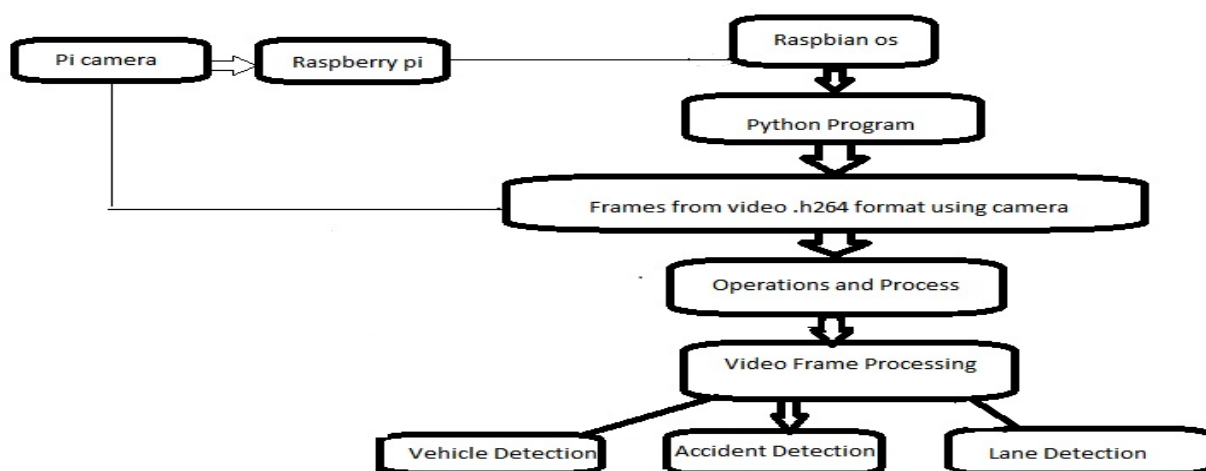 Pi camera
Raspberry pi
Raspbian os
Python Program
Frames from video .h264 format using camera
Operations and Process
Video Frame Processing
Vehicle Detection
Accident Detection
Lane Detection